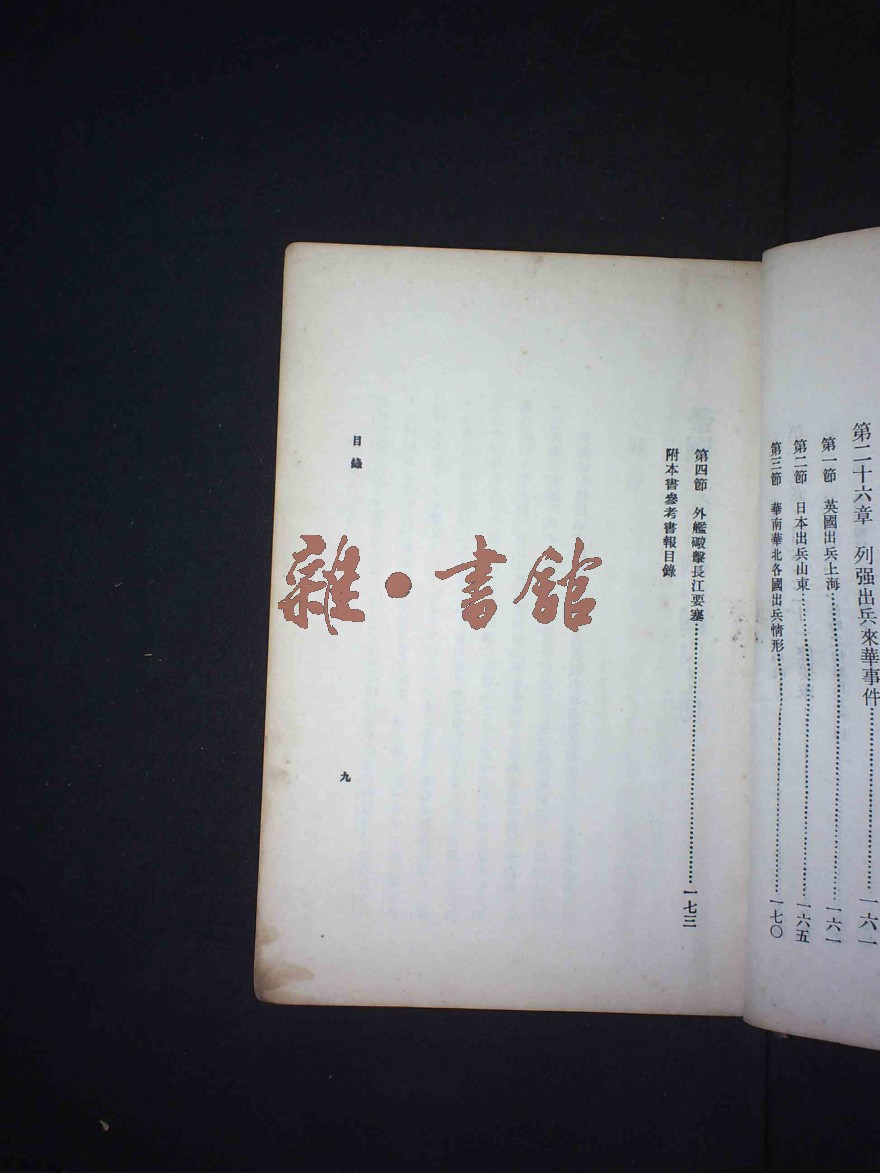 第二十六章 列强出兵來華事件…………一六一
第一節 英國出兵上海…………一六一
第二節 日本出兵山東…………一六五
第三節 華南華北各國出兵情形…………一七〇
第四節 外艦礮擊長江要塞…………一七三
附本書參考書報目錄
目錄
九
雜·書館